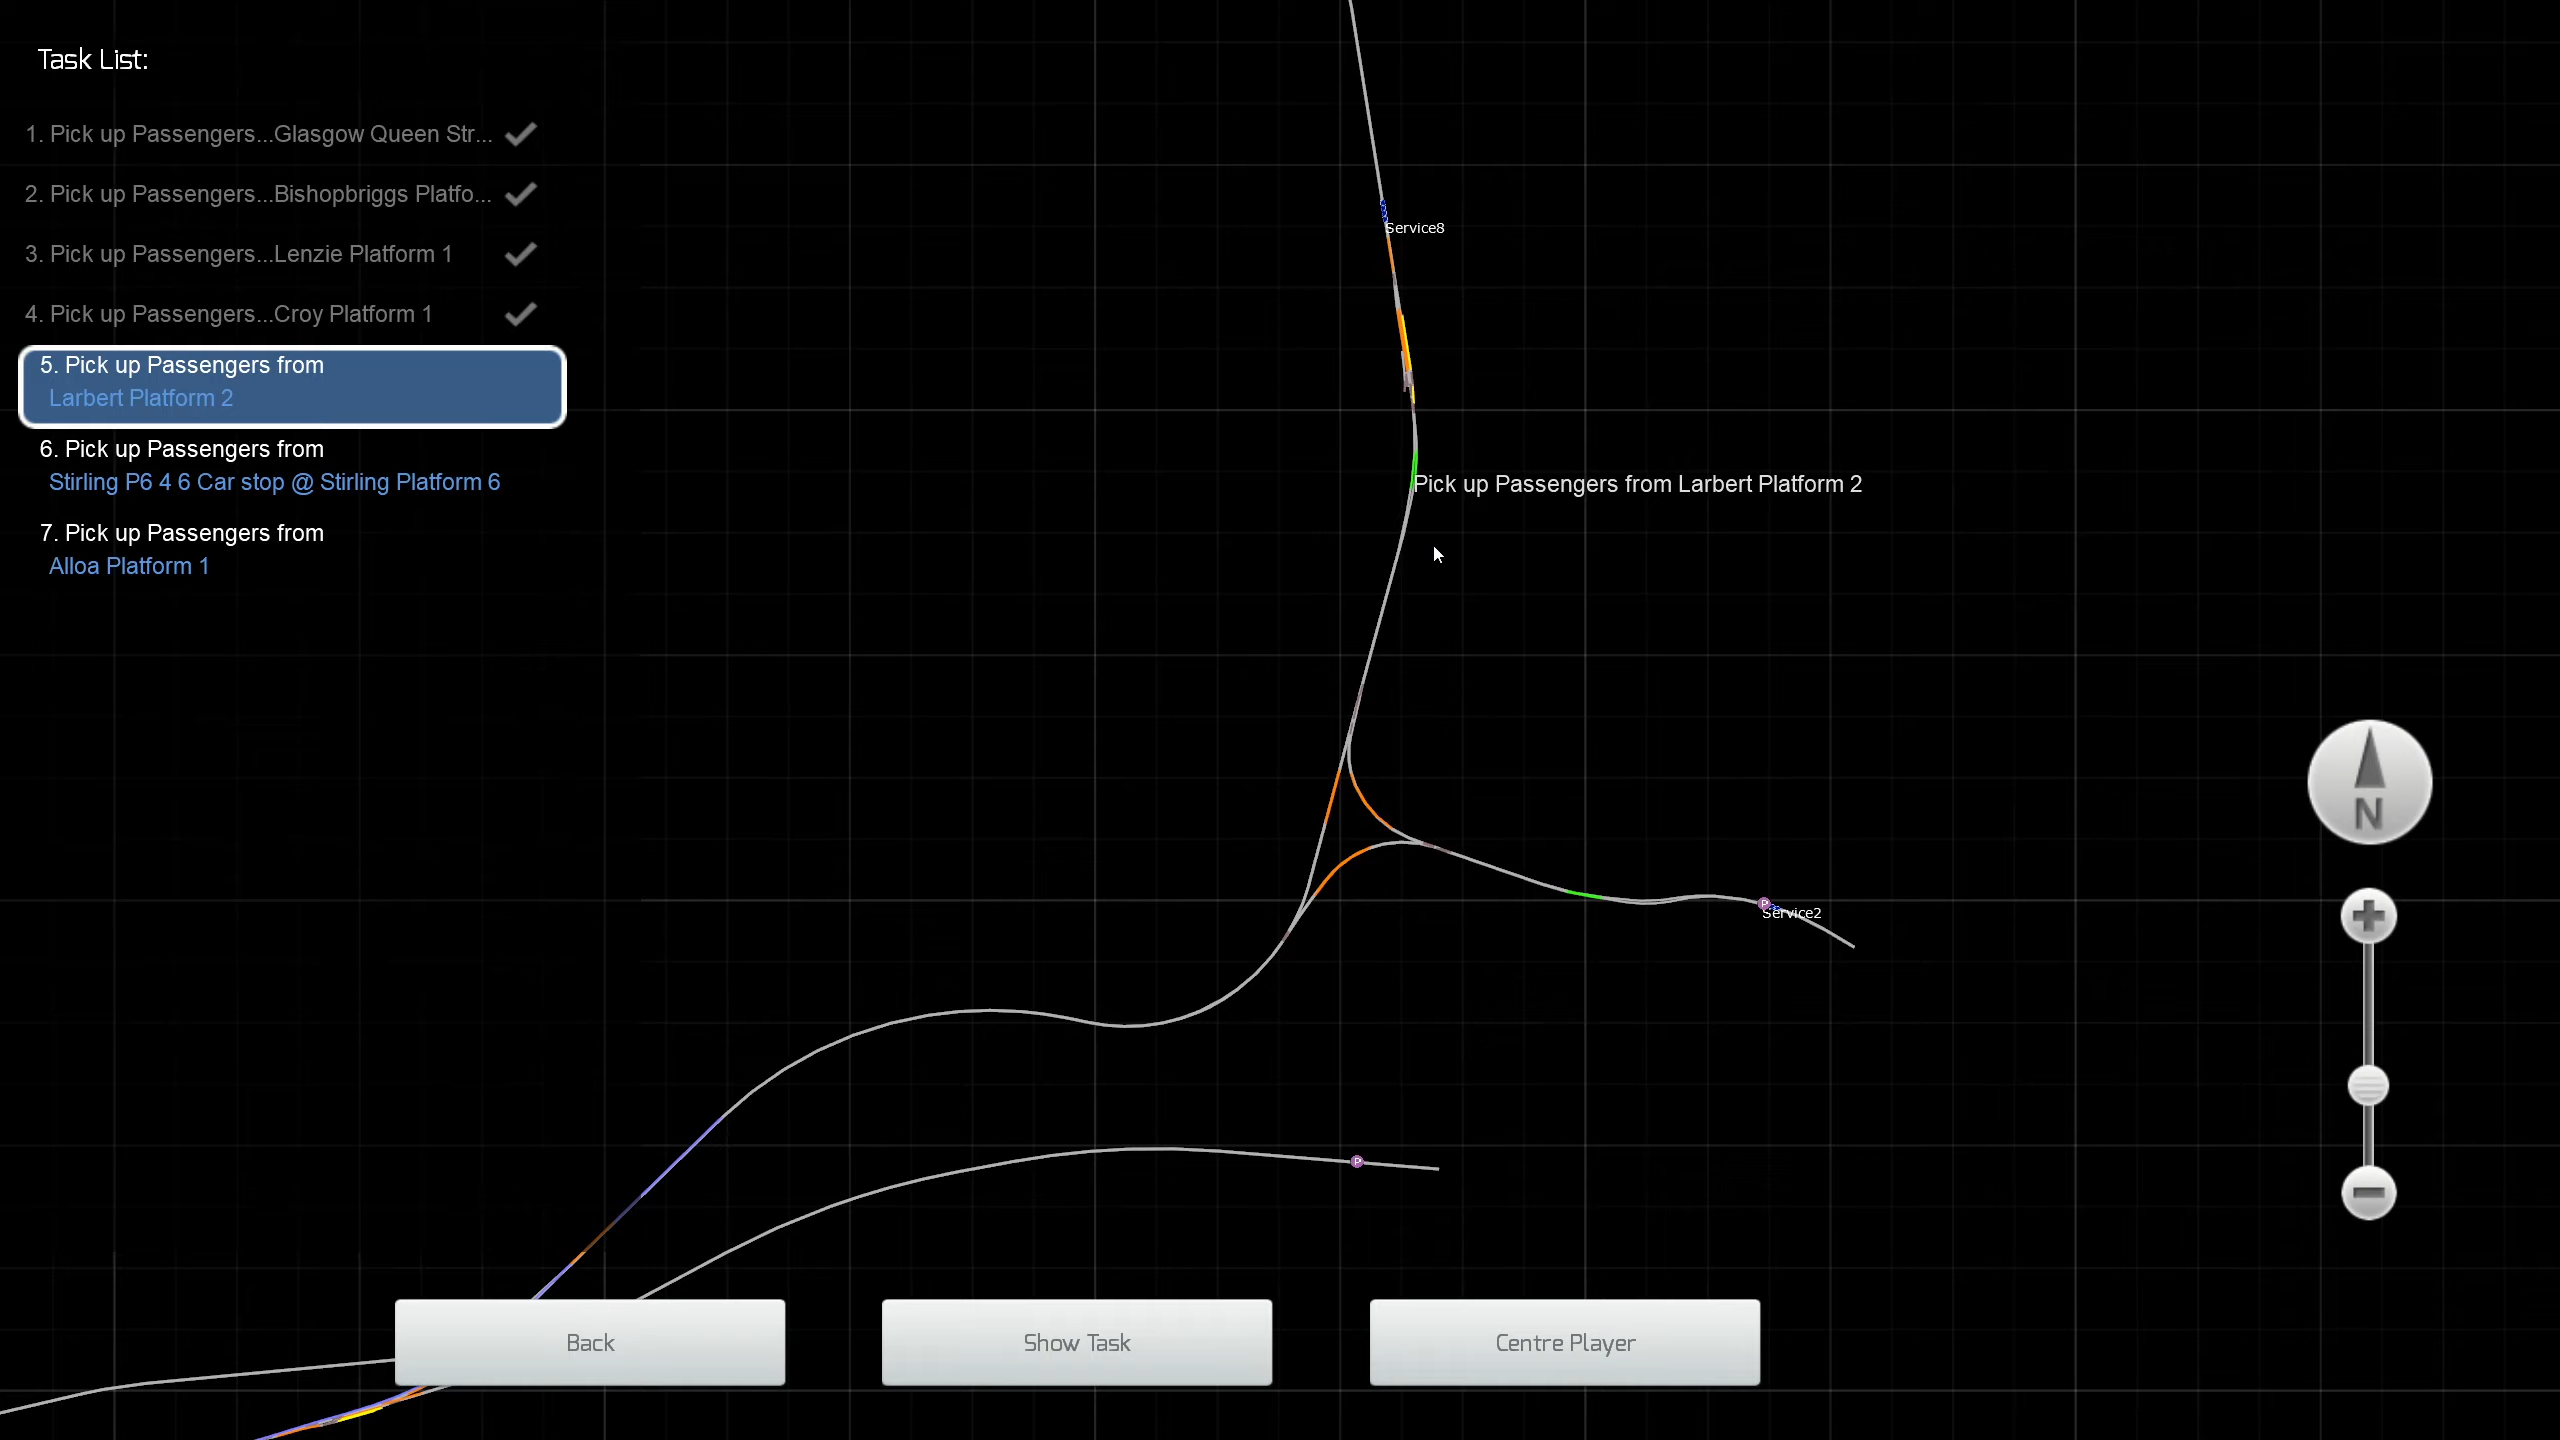 Task List:
1. Pick up Passengers...Glasgow Queen Str...
2. Pick up Passengers...Bishopbriggs Platfo...
3. Pick up Passengers...Lenzie Platform 1
4. Pick up Passengers...Croy Platform 1
5. Pick up Passengers from
Larbert Platform 2
6. Pick up Passengers from
Stirling P6 4 6 Car stop @ Stirling Platform 6
7. Pick up Passengers from
Alloa Platform 1
Service8
Pick up Passengers from Larbert Platform 2
N
P
Service2
P
Back
Show Task
Centre Player